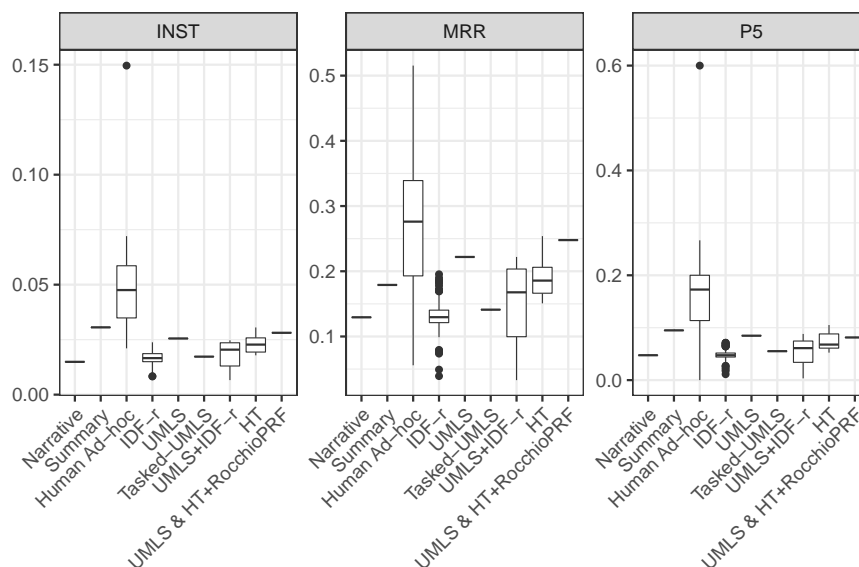 INST
MRR
P5
0.15
0.10
0.05
0.00
0.5
0.4
0.3
0.2
0.1
0.6
0.4
0.2
0.0
Narrative
Summary
Human Ad−hoc
IDF−r
UMLS
Tasked−UMLS
UMLS+IDF−r
HT
UMLS & HT+RocchioPRF
Narrative
Summary
Human Ad−hoc
IDF−r
UMLS
Tasked−UMLS
UMLS+IDF−r
HT
UMLS & HT+RocchioPRF
Narrative
Summary
Human Ad−hoc
IDF−r
UMLS
Tasked−UMLS
UMLS+IDF−r
HT
UMLS & HT+RocchioPRF